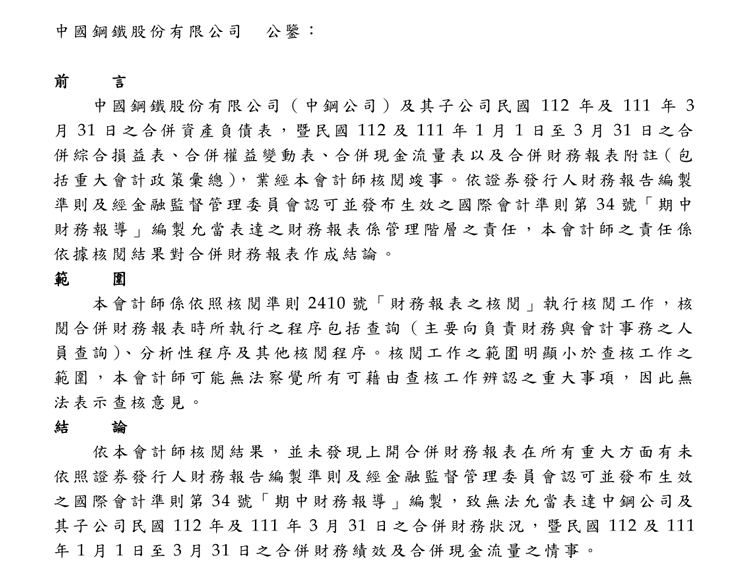 中國鋼鐵股份有限公司 公鑒：
前 言
中國鋼鐵股份有限公司（中鋼公司）及其子公司民國 112 年及 111 年 3
月 31 日之合併資產負債表，暨民國 112 及 111 年 1 月 1 日至 3 月 31 日之合
併綜合損益表、合併權益變動表、合併現金流量表以及合併財務報表附註（包
括重大會計政策彙總），業經本會計師核閱竣事。依證券發行人財務報告編製
準則及經金融監督管理委員會認可並發布生效之國際會計準則第 34 號「期中
財務報導」編製允當表達之財務報表係管理階層之責任，本會計師之責任係
依據核閱結果對合併財務報表作成結論。
範 圍
本會計師係依照核閱準則 2410 號「財務報表之核閱」執行核閱工作，核
閱合併財務報表時所執行之程序包括查詢（主要向負責財務與會計事務之人
員查詢）、分析性程序及其他核閱程序。核閱工作之範圍明顯小於查核工作之
範圍，本會計師可能無法察覺所有可藉由查核工作辨認之重大事項，因此無
法表示查核意見。
結 論
依本會計師核閱結果，並未發現上開合併財務報表在所有重大方面有未
依照證券發行人財務報告編製準則及經金融監督管理委員會認可並發布生效
之國際會計準則第 34 號「期中財務報導」編製，致無法允當表達中鋼公司及
其子公司民國 112 年及 111 年 3 月 31 日之合併財務狀況，暨民國 112 及 111
年 1 月 1 日至 3 月 31 日之合併財務績效及合併現金流量之情事。